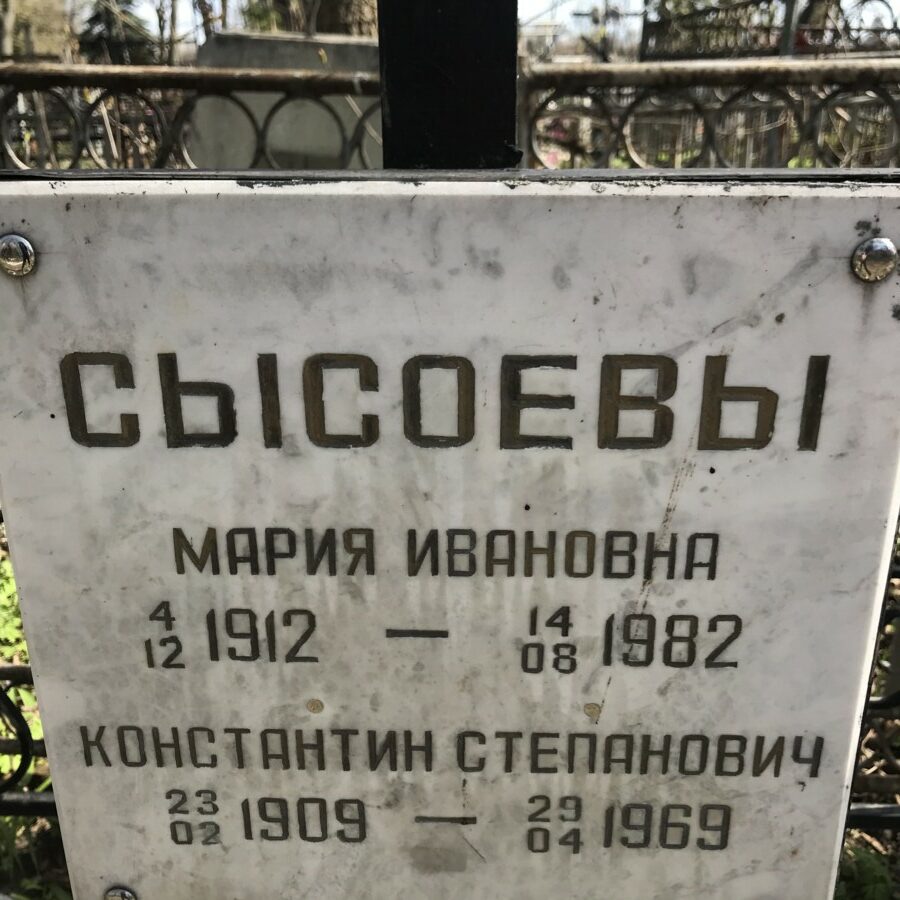 СЫСОЕВЫ
МАРИЯ ИВАНОВНА
4/12 1912 — 14/08 1982
КОНСТАНТИН СТЕПАНОВИЧ
23/02 1909 — 29/04 1969